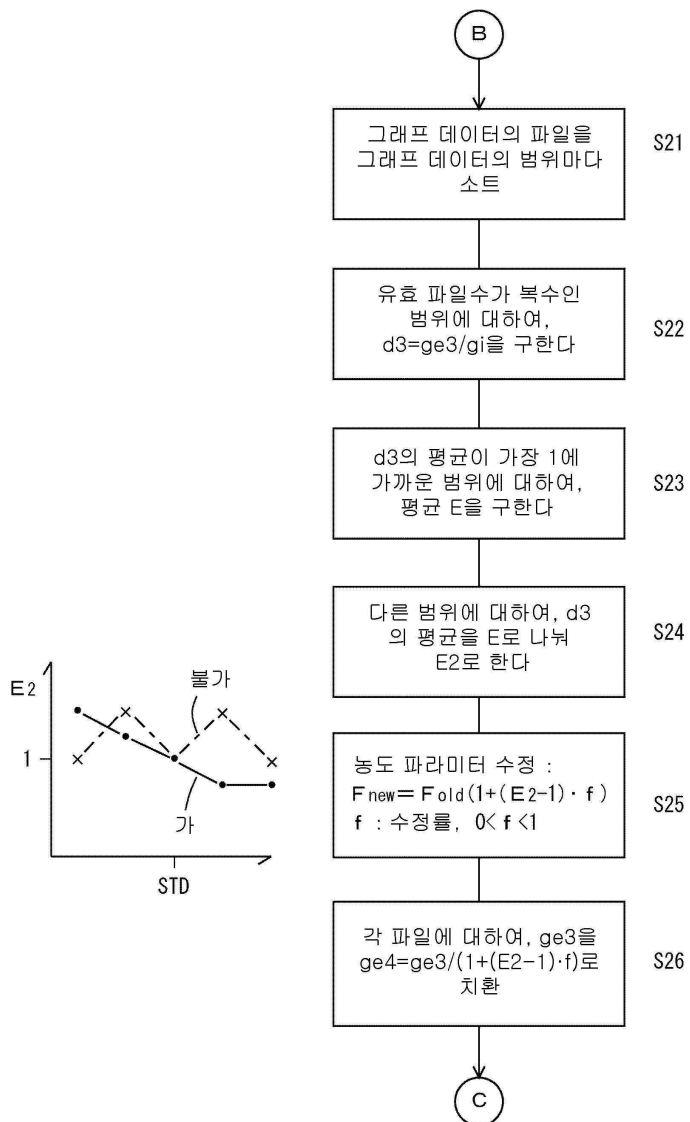 B
그래프 데이터의 파일을
그래프 데이터의 범위마다
소트
S21
유효 파일수가 복수인
범위에 대하여,
d3=ge3/gi을 구한다
S22
d3의 평균이 가장 1에
가까운 범위에 대하여,
평균 E을 구한다
S23
다른 범위에 대하여, d3
의 평균을 E로 나눠
E2로 한다
S24
E2
불가
1
가
STD
농도 파라미터 수정 :
Fnew=Fold(1+(E2-1)·f)
f : 수정률, 0<f<1
S25
각 파일에 대하여, ge3을
ge4=ge3/(1+(E2-1)·f)로
치환
S26
C